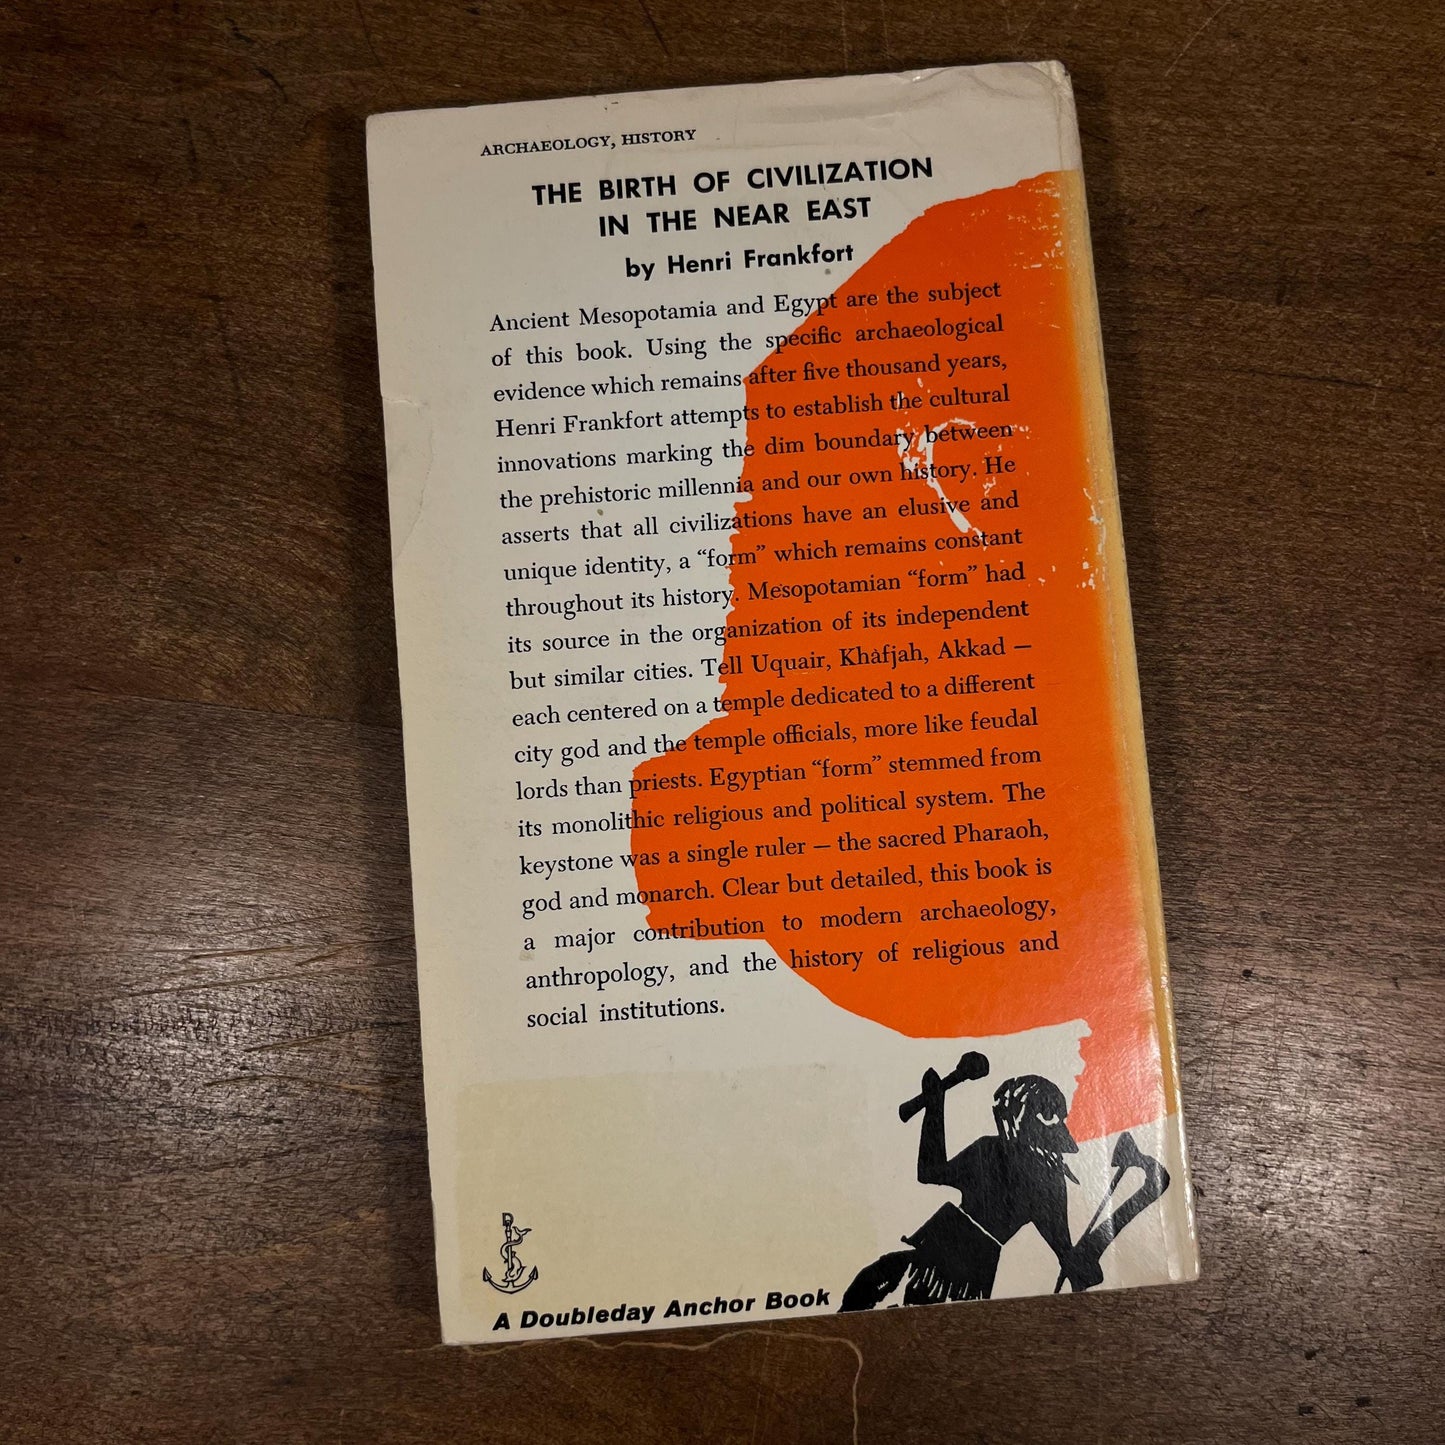 ARCHAEOLOGY, HISTORY
THE BIRTH OF CIVILIZATION
IN THE NEAR EAST
by Henri Frankfort
Ancient Mesopotamia and Egypt are the subject
of this book. Using the specific archaeological
evidence which remains after five thousand years,
Henri Frankfort attempts to establish the cultural
innovations marking the dim boundary between
the prehistoric millennia and our own history. He
asserts that all civilizations have an elusive and
unique identity, a “form” which remains constant
throughout its history. Mesopotamian “form” had
its source in the organization of its independent
but similar cities. Tell Uquair, Khafjah, Akkad —
each centered on a temple dedicated to a different
city god and the temple officials, more like feudal
lords than priests. Egyptian “form” stemmed from
its monolithic religious and political system. The
keystone was a single ruler — the sacred Pharaoh,
god and monarch. Clear but detailed, this book is
a major contribution to modern archaeology,
anthropology, and the history of religious and
social institutions.
D
A Doubleday Anchor Book